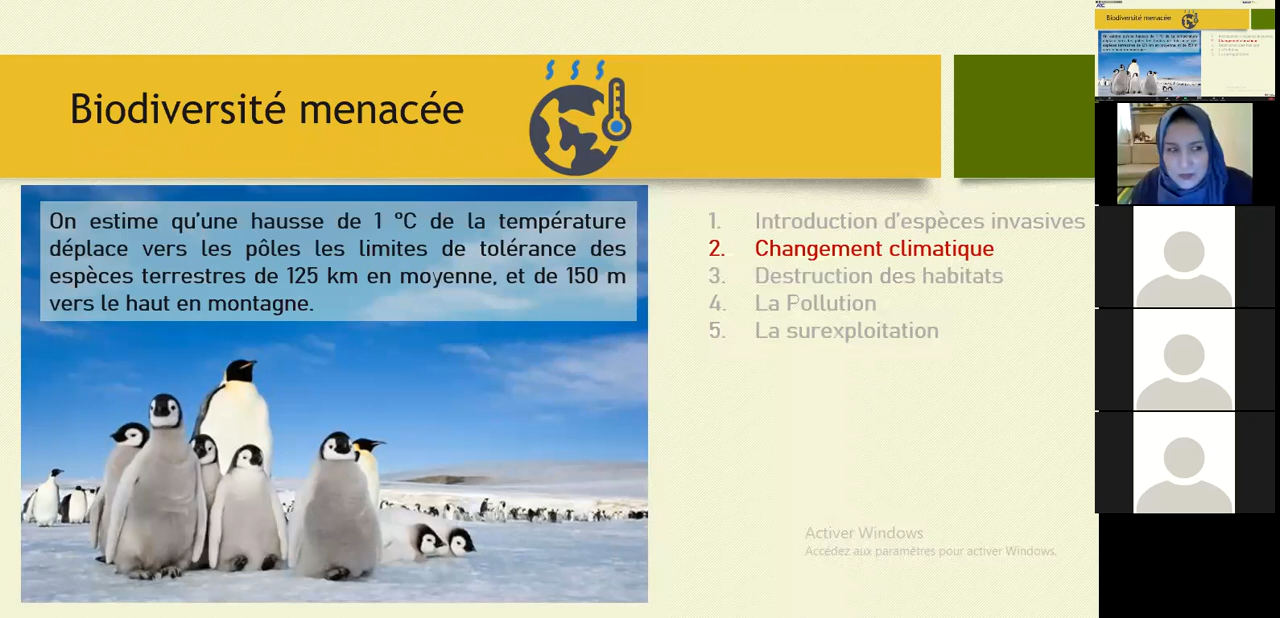 Biodiversité menacée
On estime qu'une hausse de 1 °C de la température
déplace vers les pôles les limites de tolérance des
espèces terrestres de 125 km en moyenne, et de 150 m
vers le haut en montagne.
1. Introduction d'espèces invasives
2. Changement climatique
3. Destruction des habitats
4. La Pollution
5. La surexploitation
Activer Windows
Accédez aux paramètres pour activer Windows.
Biodiversité menacée